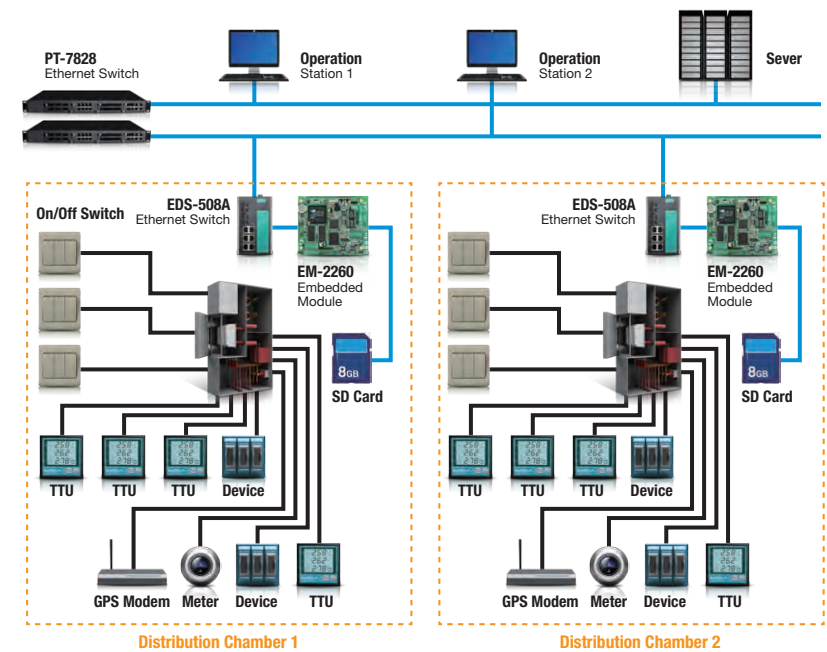 PT-7828
Ethernet Switch
Operation
Station 1
Operation
Station 2
Sever
On/Off Switch
EDS-508A
Ethernet Switch
EM-2260
Embedded
Module
8GB
SD Card
TTU
TTU
TTU
Device
GPS Modem
Meter
Device
TTU
Distribution Chamber 1
EDS-508A
Ethernet Switch
EM-2260
Embedded
Module
8GB
SD Card
TTU
TTU
TTU
Device
GPS Modem
Meter
Device
TTU
Distribution Chamber 2